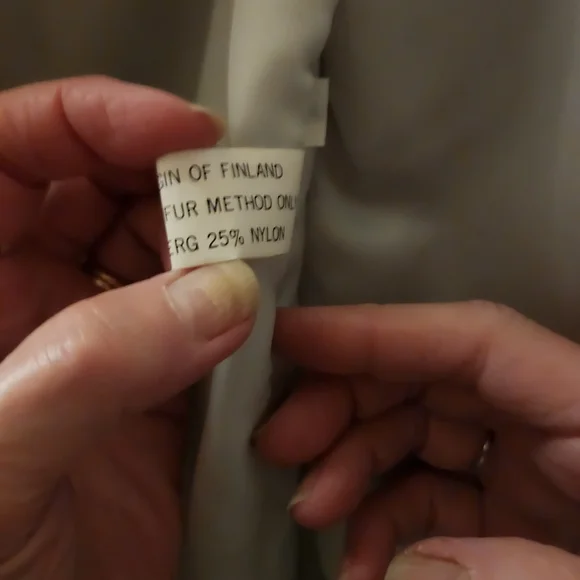 GIN OF FINLAND
FUR METHOD ONL
ERG 25% NYLON